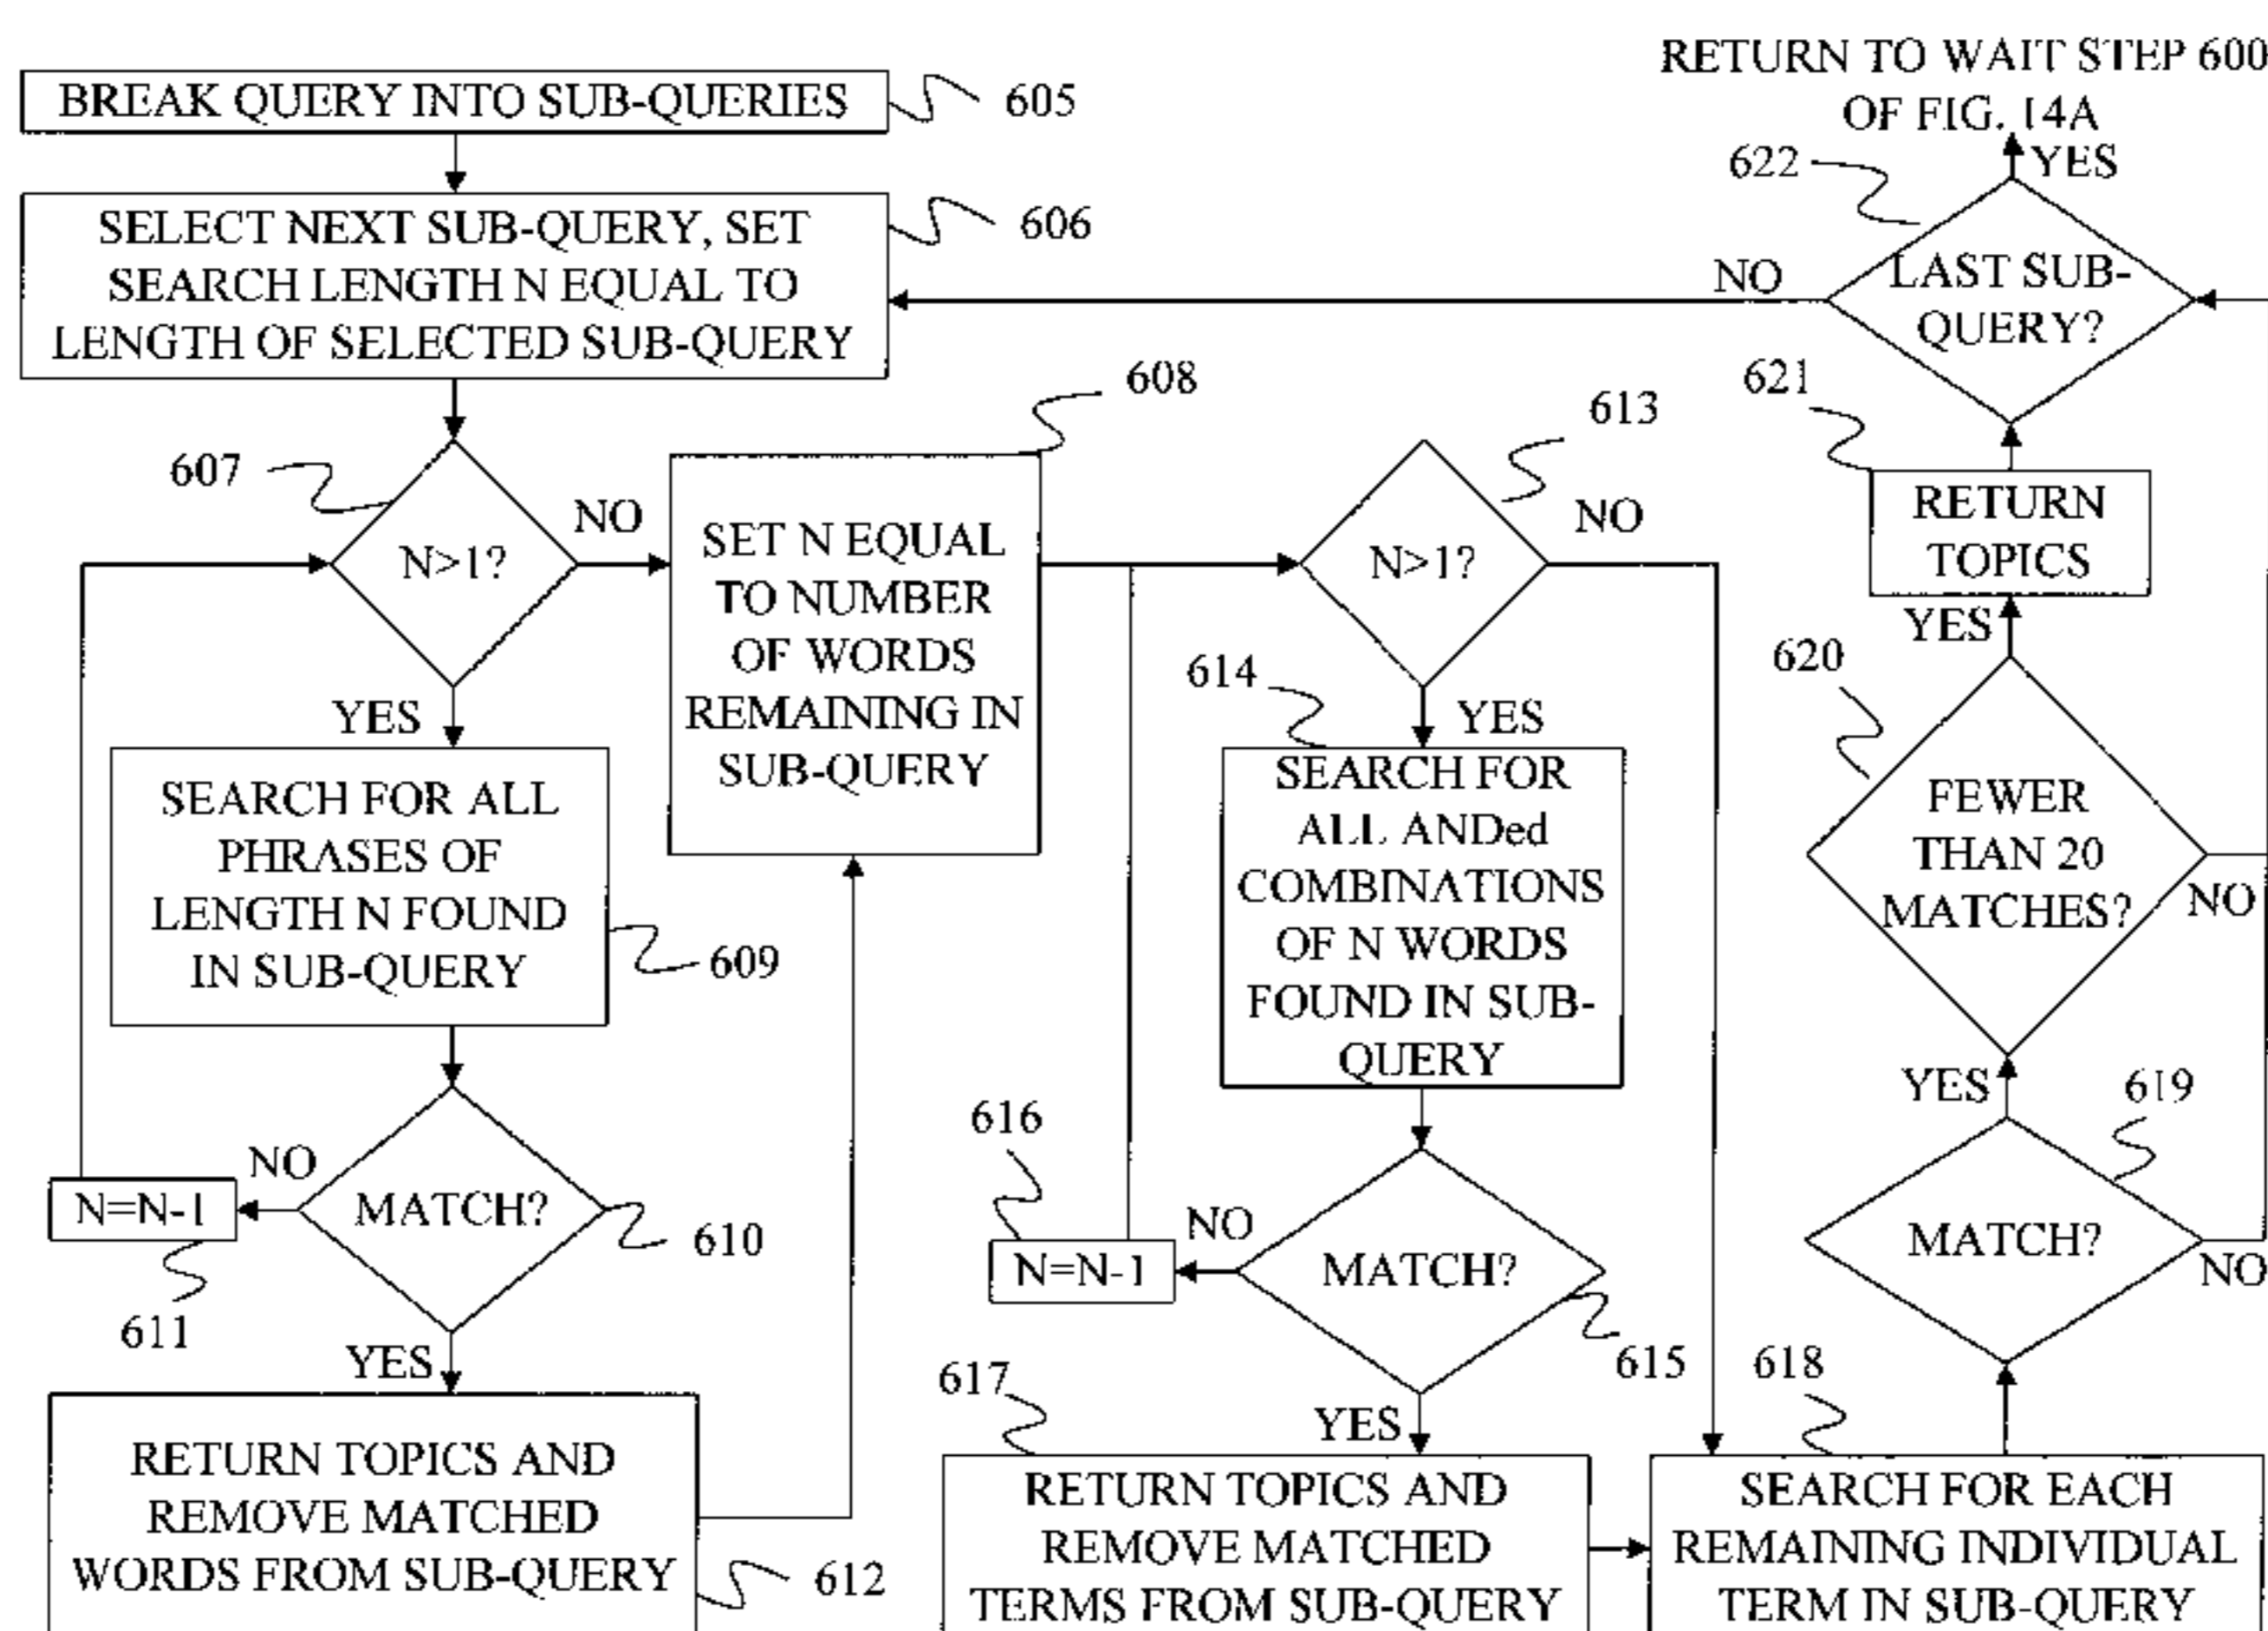 BREAK QUERY INTO SUB-QUERIES
605
SELECT NEXT SUB-QUERY, SET
SEARCH LENGTH N EQUAL TO
LENGTH OF SELECTED SUB-QUERY
606
607
N>1?
NO
YES
608
SET N EQUAL
TO NUMBER
OF WORDS
REMAINING IN
SUB-QUERY
SEARCH FOR ALL
PHRASES OF
LENGTH N FOUND
IN SUB-QUERY
609
MATCH?
610
NO
N=N-1
611
YES
RETURN TOPICS AND
REMOVE MATCHED
WORDS FROM SUB-QUERY
612
613
N>1?
NO
YES
614
SEARCH FOR
ALL ANDed
COMBINATIONS
OF N WORDS
FOUND IN SUB-
QUERY
MATCH?
615
NO
616
N=N-1
YES
617
RETURN TOPICS AND
REMOVE MATCHED
TERMS FROM SUB-QUERY
618
SEARCH FOR EACH
REMAINING INDIVIDUAL
TERM IN SUB-QUERY
MATCH?
619
NO
YES
620
FEWER
THAN 20
MATCHES?
NO
YES
621
RETURN
TOPICS
622
LAST SUB-
QUERY?
NO
YES
RETURN TO WAIT STEP 600
OF FIG. 14A